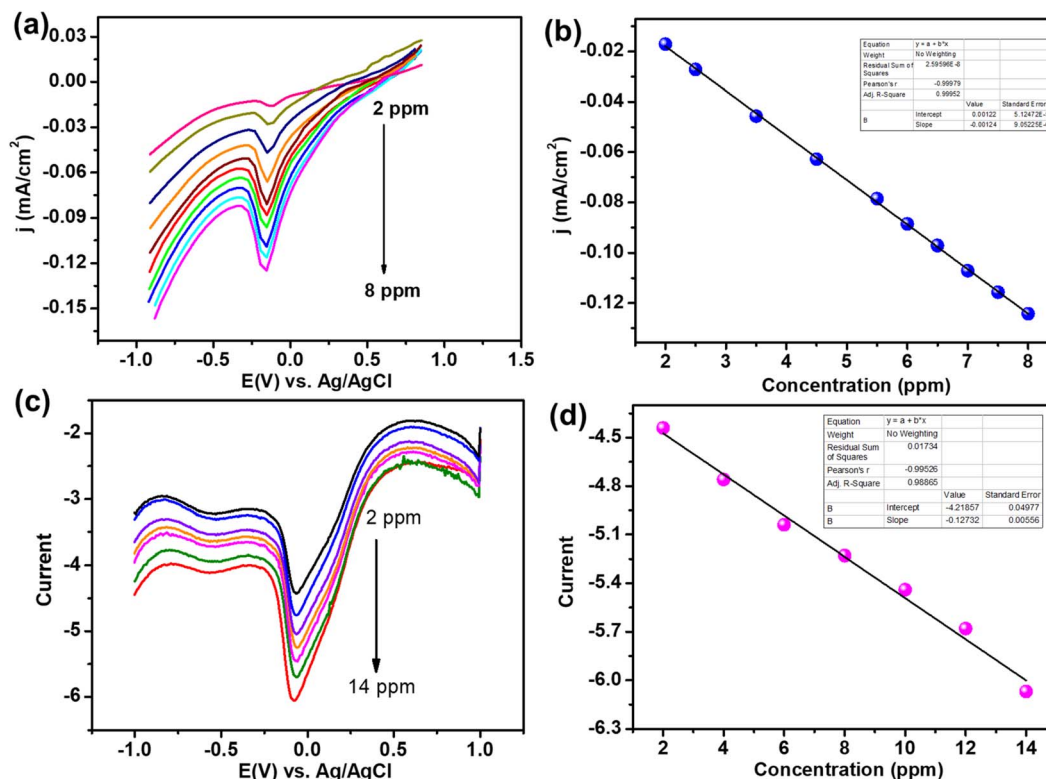 (a)
0.03
0.00
-0.03
-0.06
-0.09
-0.12
-0.15
j (mA/cm²)
2 ppm
8 ppm
-1.0 -0.5 0.0 0.5 1.0 1.5
E(V) vs. Ag/AgCl
(b)
-0.02
-0.04
-0.06
-0.08
-0.10
-0.12
j (mA/cm²)
Equation y = a + b*x
Weight No Weighting
Residual Sum of Squares 2.59596E-6
Pearson's r -0.99979
Adj. R-Square 0.99952
Value Standard Error
B Intercept 0.00122
Slope -0.00124
2 3 4 5 6 7 8
Concentration (ppm)
(c)
-2
-3
-4
-5
-6
Current
2 ppm
14 ppm
-1.0 -0.5 0.0 0.5 1.0
E(V) vs. Ag/AgCl
(d)
-4.5
-4.8
-5.1
-5.4
-5.7
-6.0
-6.3
Current
Equation y = a + b*x
Weight No Weighting
Residual Sum of Squares 0.01734
Pearson's r -0.99526
Adj. R-Square 0.98865
Value Standard Error
B Intercept -4.21857 0.04977
B Slope -0.12732 0.00556
2 4 6 8 10 12 14
Concentration (ppm)